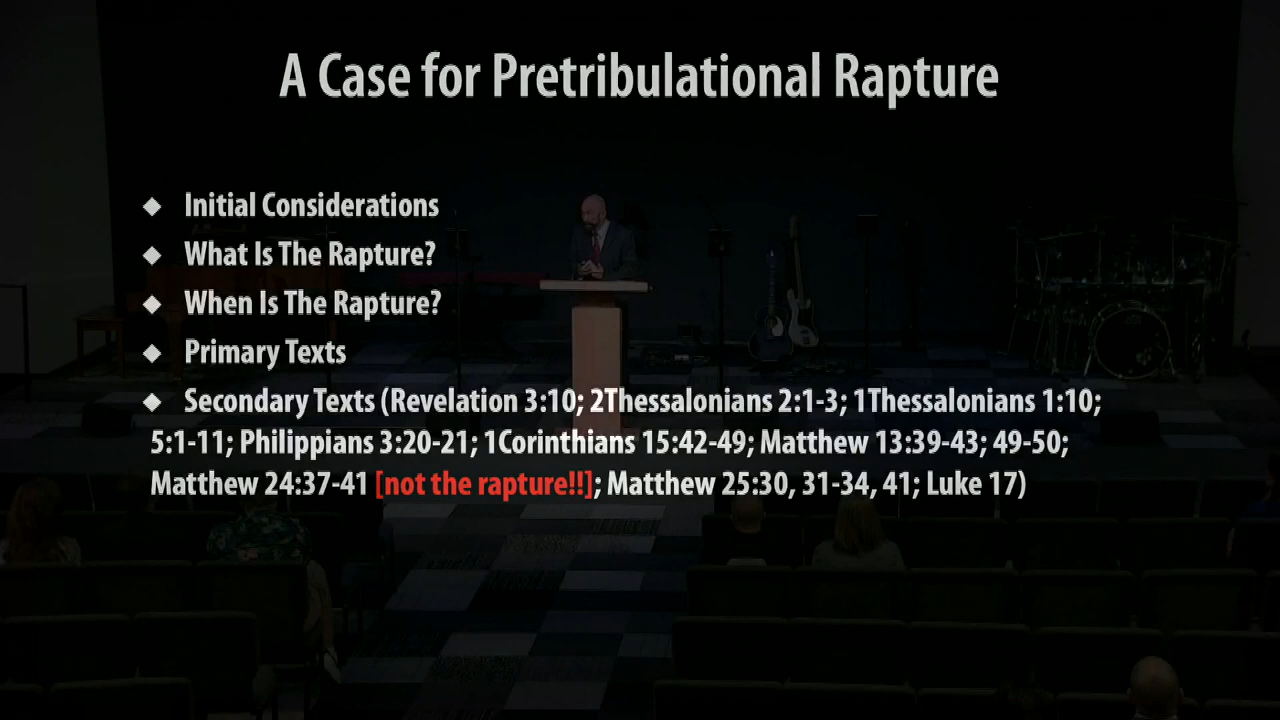 A Case for Pretribulational Rapture
◆ Initial Considerations
◆ What Is The Rapture?
◆ When Is The Rapture?
◆ Primary Texts
◆ Secondary Texts (Revelation 3:10; 2Thessalonians 2:1-3; 1Thessalonians 1:10;
5:1-11; Philippians 3:20-21; 1Corinthians 15:42-49; Matthew 13:39-43; 49-50;
Matthew 24:37-41 [not the rapture!!]; Matthew 25:30, 31-34, 41; Luke 17)